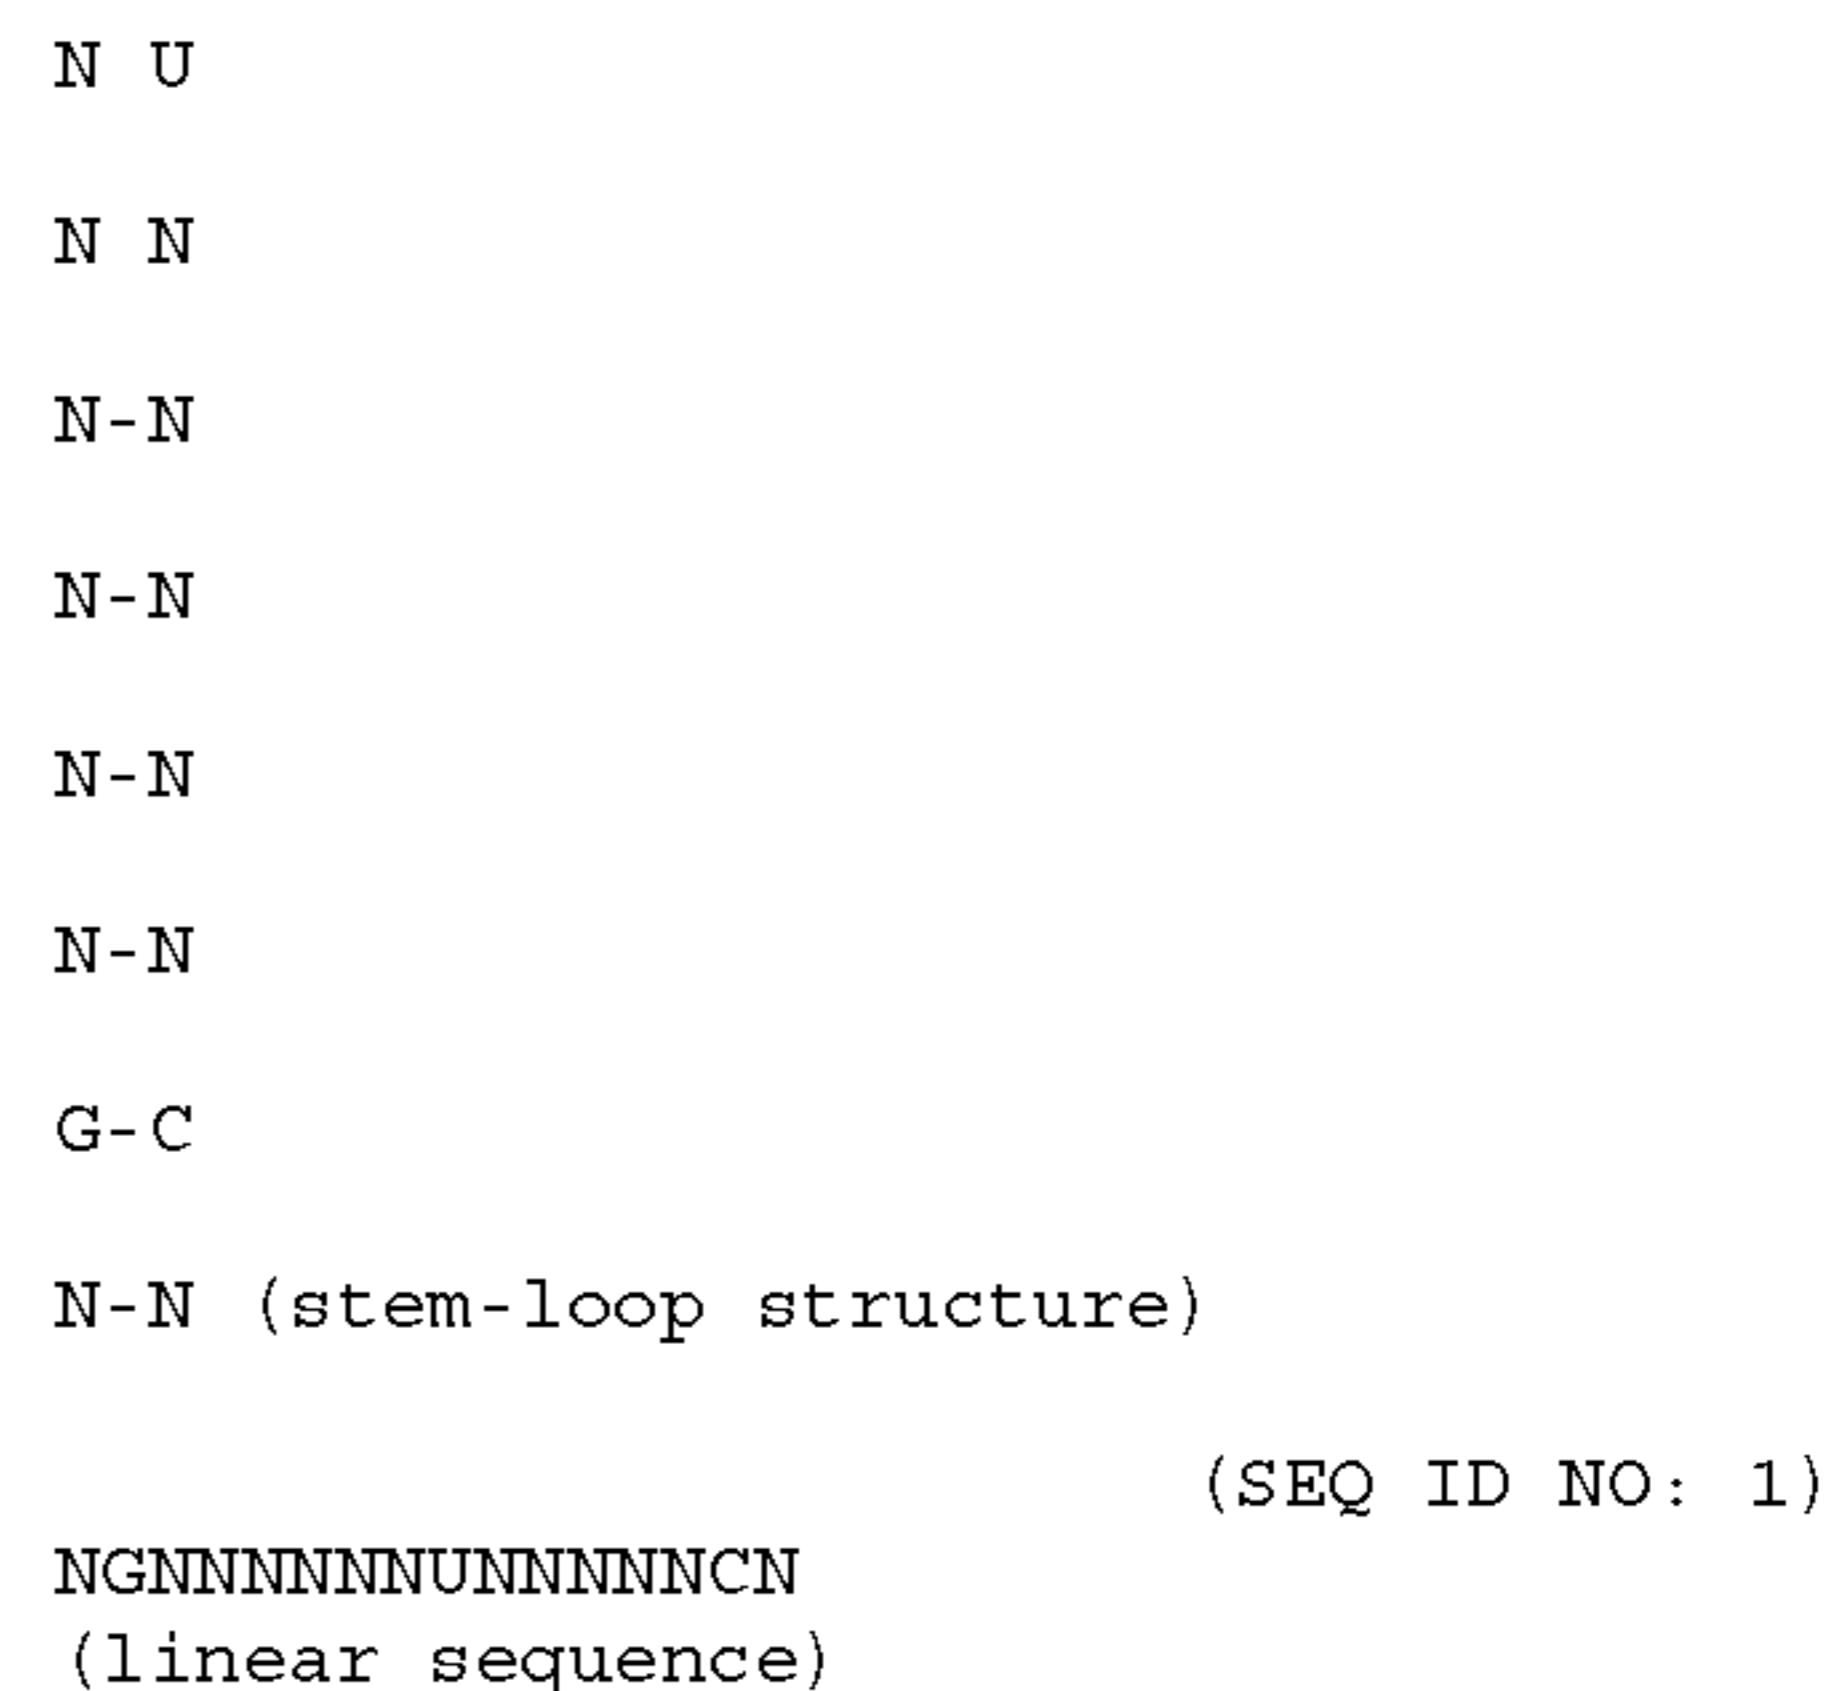 N U
N N
N-N
N-N
N-N
N-N
G-C
N-N (stem-loop structure)
(SEQ ID NO: 1)
NGNNNNNNUNNNNNCN
(linear sequence)